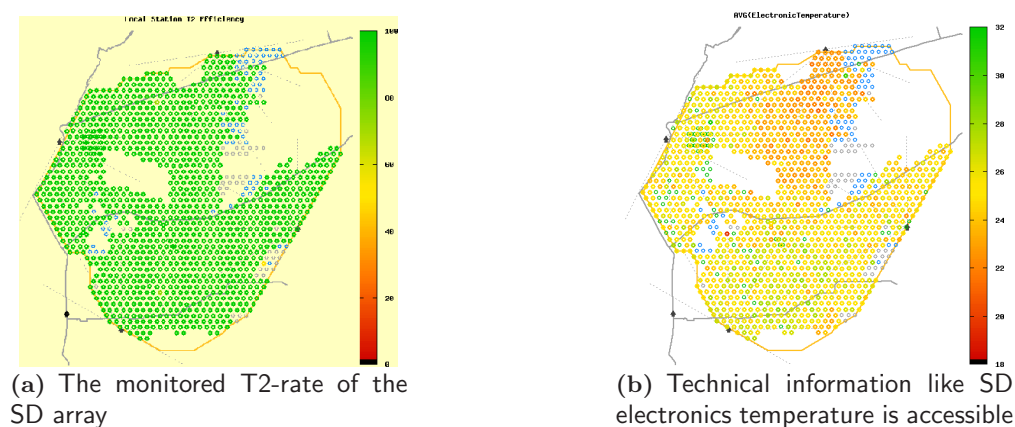 Local Station T2 Efficiency
100
80
60
40
20
0
(a) The monitored T2-rate of the
SD array
AVG(ElectronicTemperature)
32
30
28
26
24
22
20
18
(b) Technical information like SD
electronics temperature is accessible